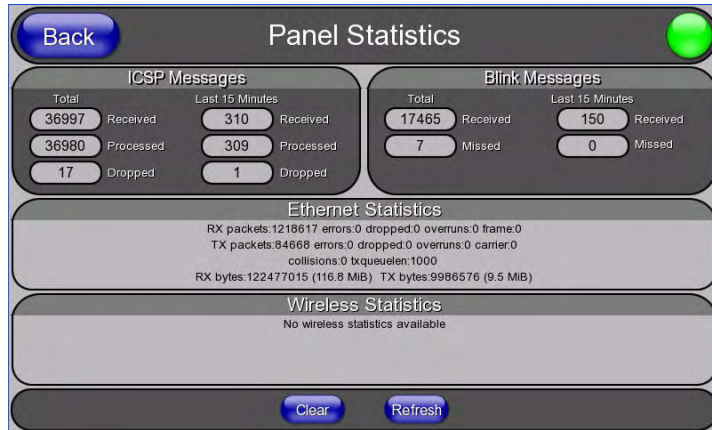 Back
Panel Statistics
ICSP Messages
Total
Last 15 Minutes
36997 Received
310 Received
36980 Processed
309 Processed
17 Dropped
1 Dropped
Blink Messages
Total
Last 15 Minutes
17465 Received
150 Received
7 Missed
0 Missed
Ethernet Statistics
RX packets:1218617 errors:0 dropped:0 overruns:0 frame:0
TX packets:84668 errors:0 dropped:0 overruns:0 carrier:0
collisions:0 txqueuelen:1000
RX bytes:122477015 (116.8 MiB) TX bytes:9986576 (9.5 MiB)
Wireless Statistics
No wireless statistics available
Clear
Refresh